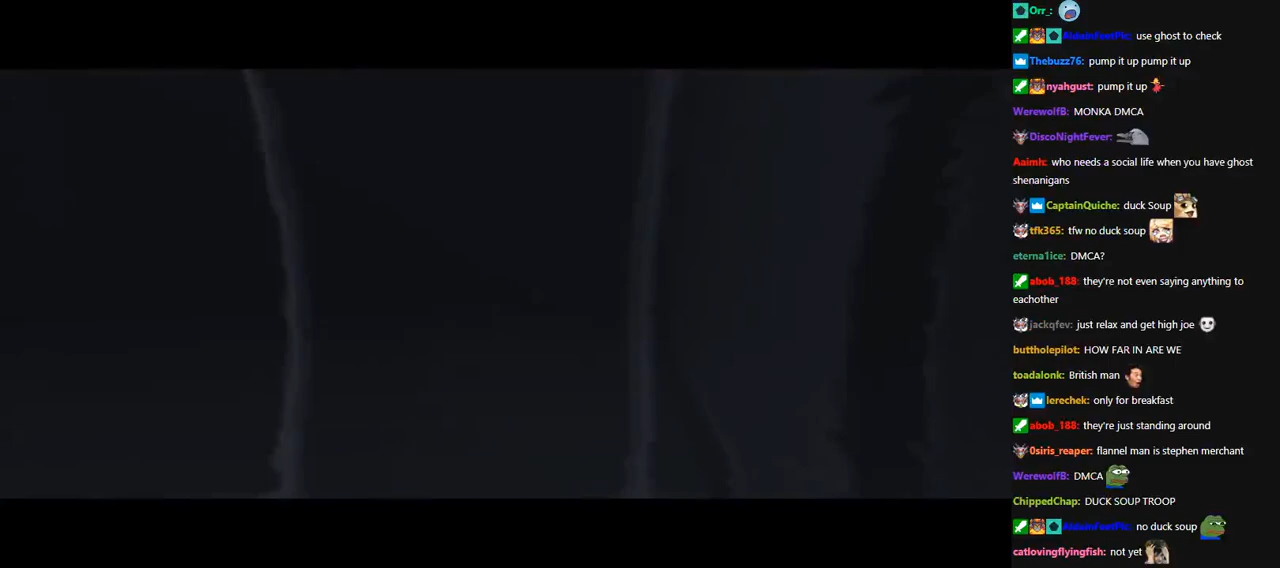 Orr_:
AlduinFeetPic: use ghost to check
Thebuzz76: pump it up pump it up
nyahgust: pump it up
WerewolfB: MONKA DMCA
DiscoNightFever:
Aaimh: who needs a social life when you have ghost
shenanigans
CaptainQuiche: duck Soup
tfk365: tfw no duck soup
eterna1ice: DMCA?
abob_188: they're not even saying anything to
eachother
jackqfev: just relax and get high joe
buttholepilot: HOW FAR IN ARE WE
toadalonk: British man
lerechek: only for breakfast
abob_188: they're just standing around
0siris_reaper: flannel man is stephen merchant
WerewolfB: DMCA
ChippedChap: DUCK SOUP TROOP
AlduinFeetPic: no duck soup
catlovingflyingfish: not yet